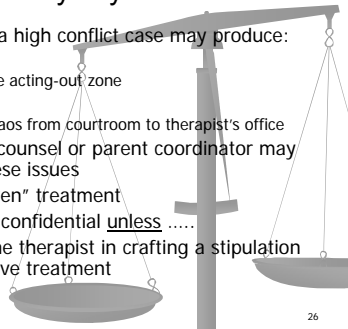 a high conflict case may produce:
e acting-out zone
aos from courtroom to therapist's office
counsel or parent coordinator may
ese issues
en” treatment
confidential unless …..
ne therapist in crafting a stipulation
ve treatment
26